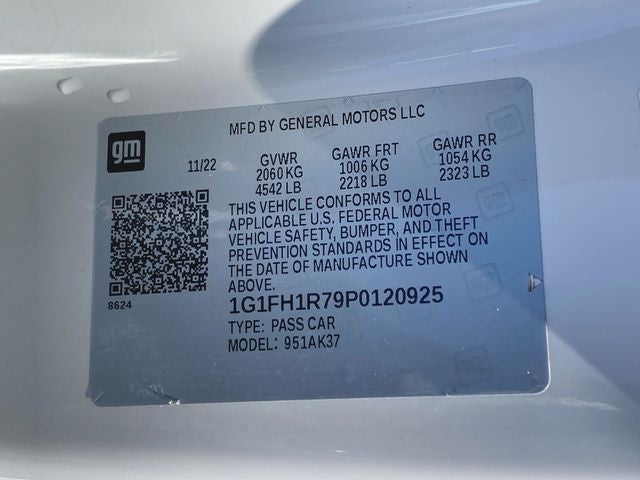 gm
MFD BY GENERAL MOTORS LLC
11/22
GVWR
2060 KG
4542 LB
GAWR FRT
1006 KG
2218 LB
GAWR RR
1054 KG
2323 LB
THIS VEHICLE CONFORMS TO ALL
APPLICABLE U.S. FEDERAL MOTOR
VEHICLE SAFETY, BUMPER, AND THEFT
PREVENTION STANDARDS IN EFFECT ON
THE DATE OF MANUFACTURE SHOWN
ABOVE.
8624
1G1FH1R79P0120925
TYPE: PASS CAR
MODEL: 951AK37